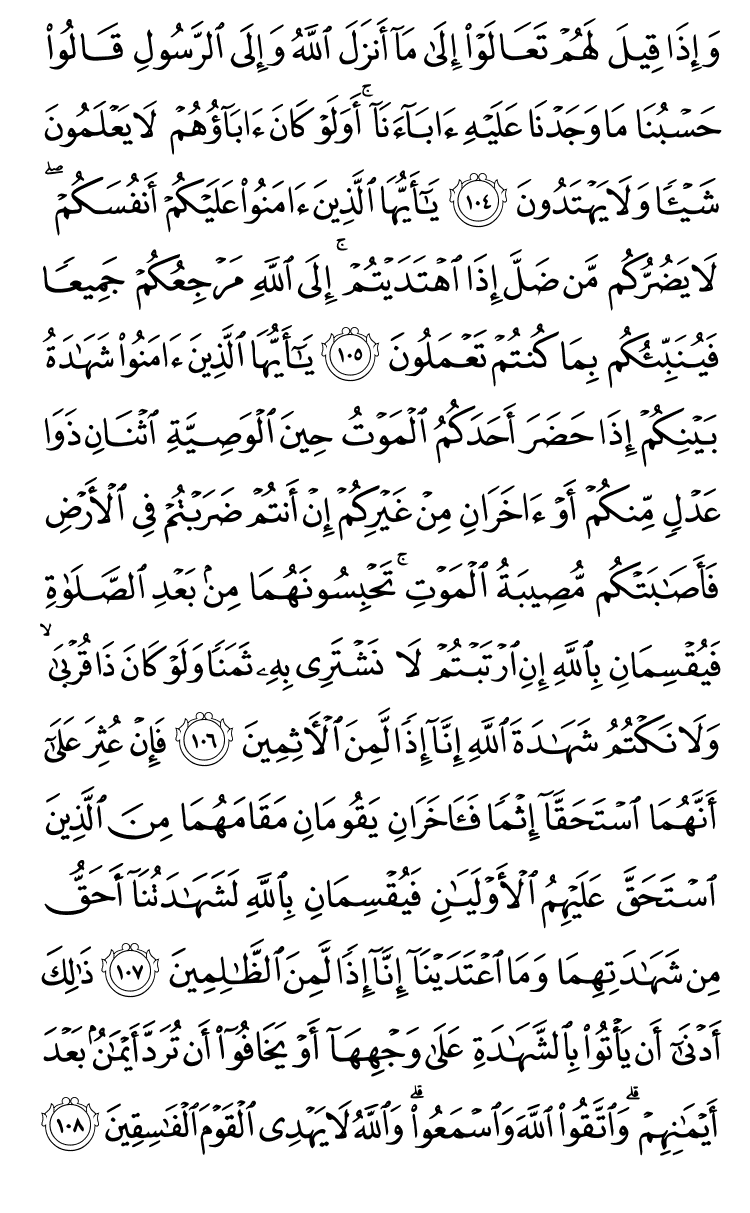 وَإِذَا قِيلَ لَهُمۡ تَعَالَوۡاْ إِلَىٰ مَآ أَنزَلَ ٱللَّهُ وَإِلَى ٱلرَّسُولِ قَالُواْ
حَسۡبُنَا مَا وَجَدۡنَا عَلَيۡهِ ءَابَآءَنَآۚ أَوَلَوۡ كَانَ ءَابَآؤُهُمۡ لَا يَعۡلَمُونَ
شَيۡـٔٗا وَلَا يَهۡتَدُونَ ١٠٤ يَٰٓأَيُّهَا ٱلَّذِينَ ءَامَنُواْ عَلَيۡكُمۡ أَنفُسَكُمۡۖ
لَا يَضُرُّكُم مَّن ضَلَّ إِذَا ٱهۡتَدَيۡتُمۡۚ إِلَى ٱللَّهِ مَرۡجِعُكُمۡ جَمِيعٗا
فَيُنَبِّئُكُم بِمَا كُنتُمۡ تَعۡمَلُونَ ١٠٥ يَٰٓأَيُّهَا ٱلَّذِينَ ءَامَنُواْ شَهَٰدَةُ
بَيۡنِكُمۡ إِذَا حَضَرَ أَحَدَكُمُ ٱلۡمَوۡتُ حِينَ ٱلۡوَصِيَّةِ ٱثۡنَانِ ذَوَا
عَدۡلٖ مِّنكُمۡ أَوۡ ءَاخَرَانِ مِنۡ غَيۡرِكُمۡ إِنۡ أَنتُمۡ ضَرَبۡتُمۡ فِي ٱلۡأَرۡضِ
فَأَصَٰبَتۡكُم مُّصِيبَةُ ٱلۡمَوۡتِۚ تَحۡبِسُونَهُمَا مِنۢ بَعۡدِ ٱلصَّلَوٰةِ
فَيُقۡسِمَانِ بِٱللَّهِ إِنِ ٱرۡتَبۡتُمۡ لَا نَشۡتَرِي بِهِۦ ثَمَنٗا وَلَوۡ كَانَ ذَا قُرۡبَىٰ ۙ
وَلَا نَكۡتُمُ شَهَٰدَةَ ٱللَّهِ إِنَّآ إِذٗا لَّمِنَ ٱلۡأٓثِمِينَ ١٠٦ فَإِنۡ عُثِرَ عَلَىٰٓ
أَنَّهُمَا ٱسۡتَحَقَّآ إِثۡمٗا فَـَٔاخَرَانِ يَقُومَانِ مَقَامَهُمَا مِنَ ٱلَّذِينَ
ٱسۡتَحَقَّ عَلَيۡهِمُ ٱلۡأَوۡلَيَٰنِ فَيُقۡسِمَانِ بِٱللَّهِ لَشَهَٰدَتُنَآ أَحَقُّ
مِن شَهَٰدَتِهِمَا وَمَا ٱعۡتَدَيۡنَآ إِنَّآ إِذٗا لَّمِنَ ٱلظَّٰلِمِينَ ١٠٧ ذَٰلِكَ
أَدۡنَىٰٓ أَن يَأۡتُواْ بِٱلشَّهَٰدَةِ عَلَىٰ وَجۡهِهَآ أَوۡ يَخَافُوٓاْ أَن تُرَدَّ أَيۡمَٰنُۢ بَعۡدَ
أَيۡمَٰنِهِمۡۗ وَٱتَّقُواْ ٱللَّهَ وَٱسۡمَعُواْۗ وَٱللَّهُ لَا يَهۡدِي ٱلۡقَوۡمَ ٱلۡفَٰسِقِينَ ١٠٨